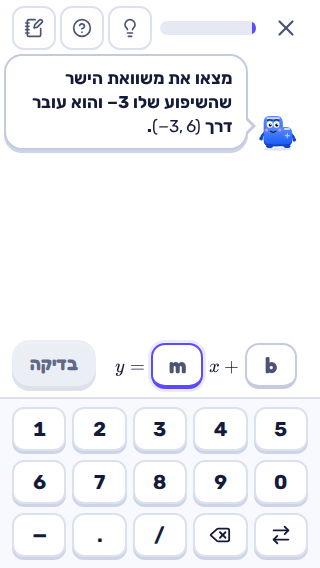 מצאו את משוואת הישר
שהשיפוע שלו 3− והוא עובר
דרך (−3, 6).
בדיקה
y = m x + b
1 2 3 4 5
6 7 8 9 0
− . /